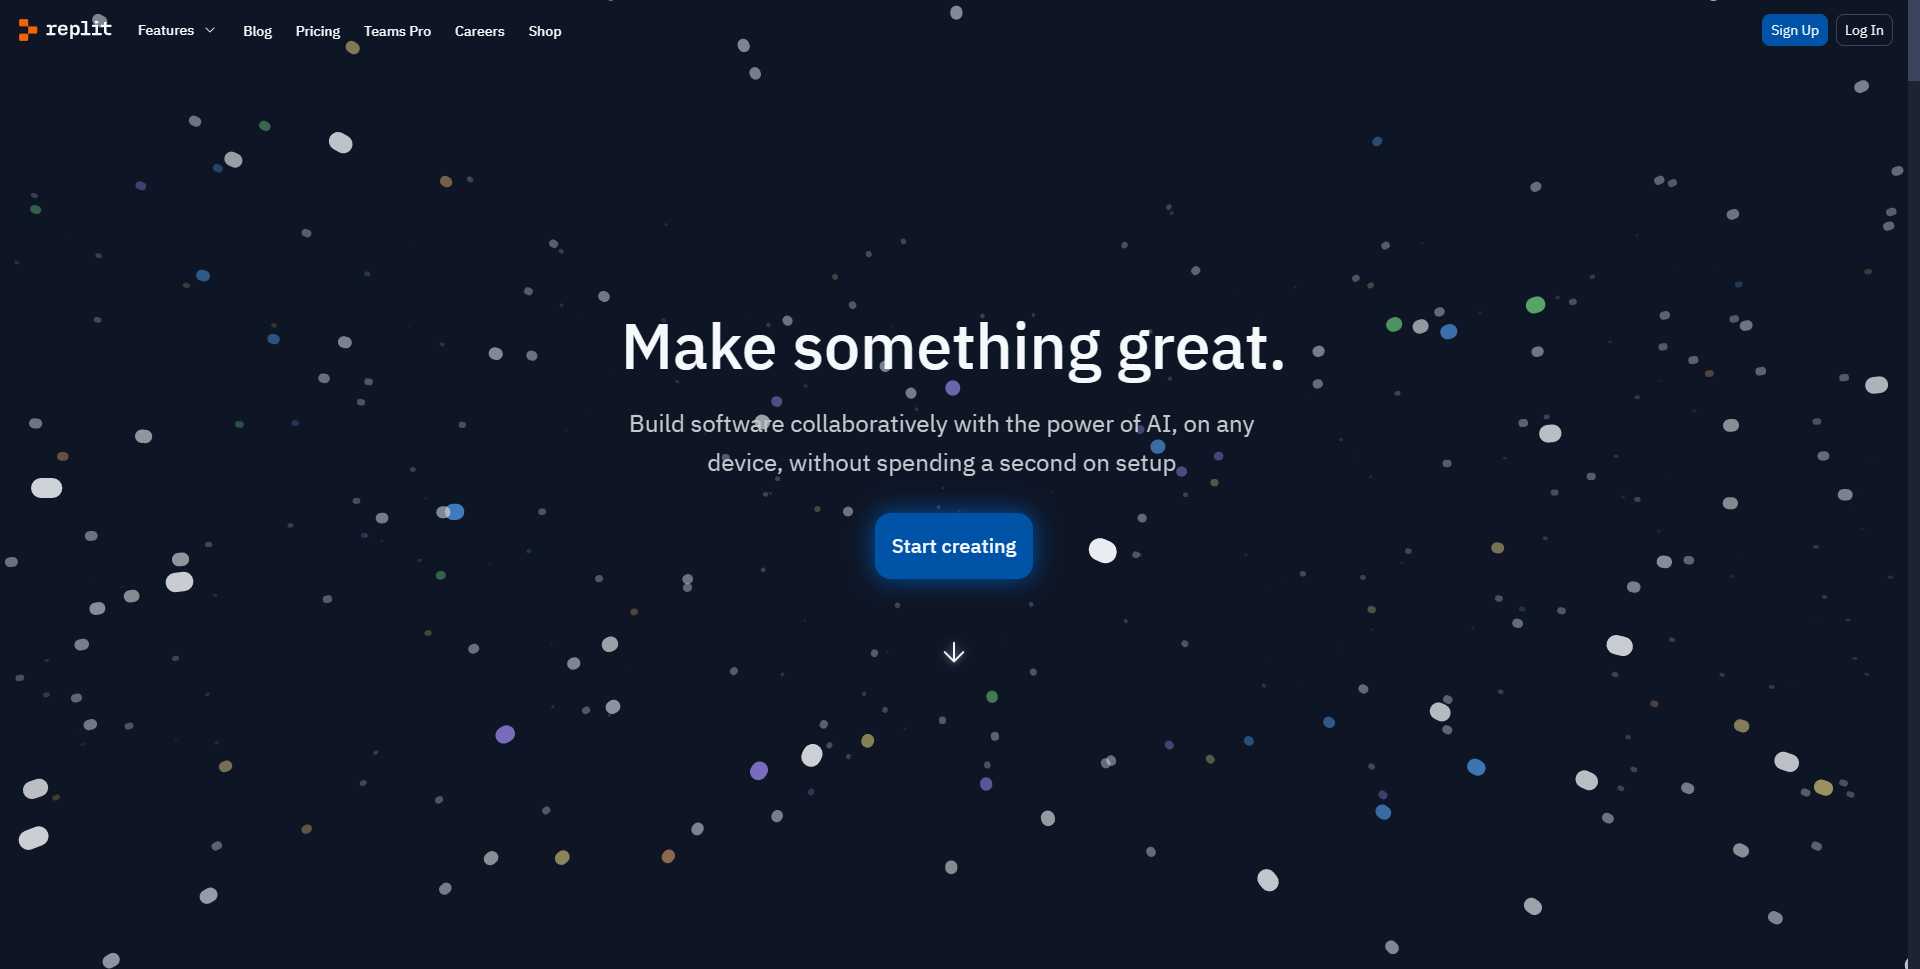 replit Features Blog Pricing Teams Pro Careers Shop Sign Up Log In
Make something great.
Build software collaboratively with the power of AI, on any
device, without spending a second on setup
Start creating